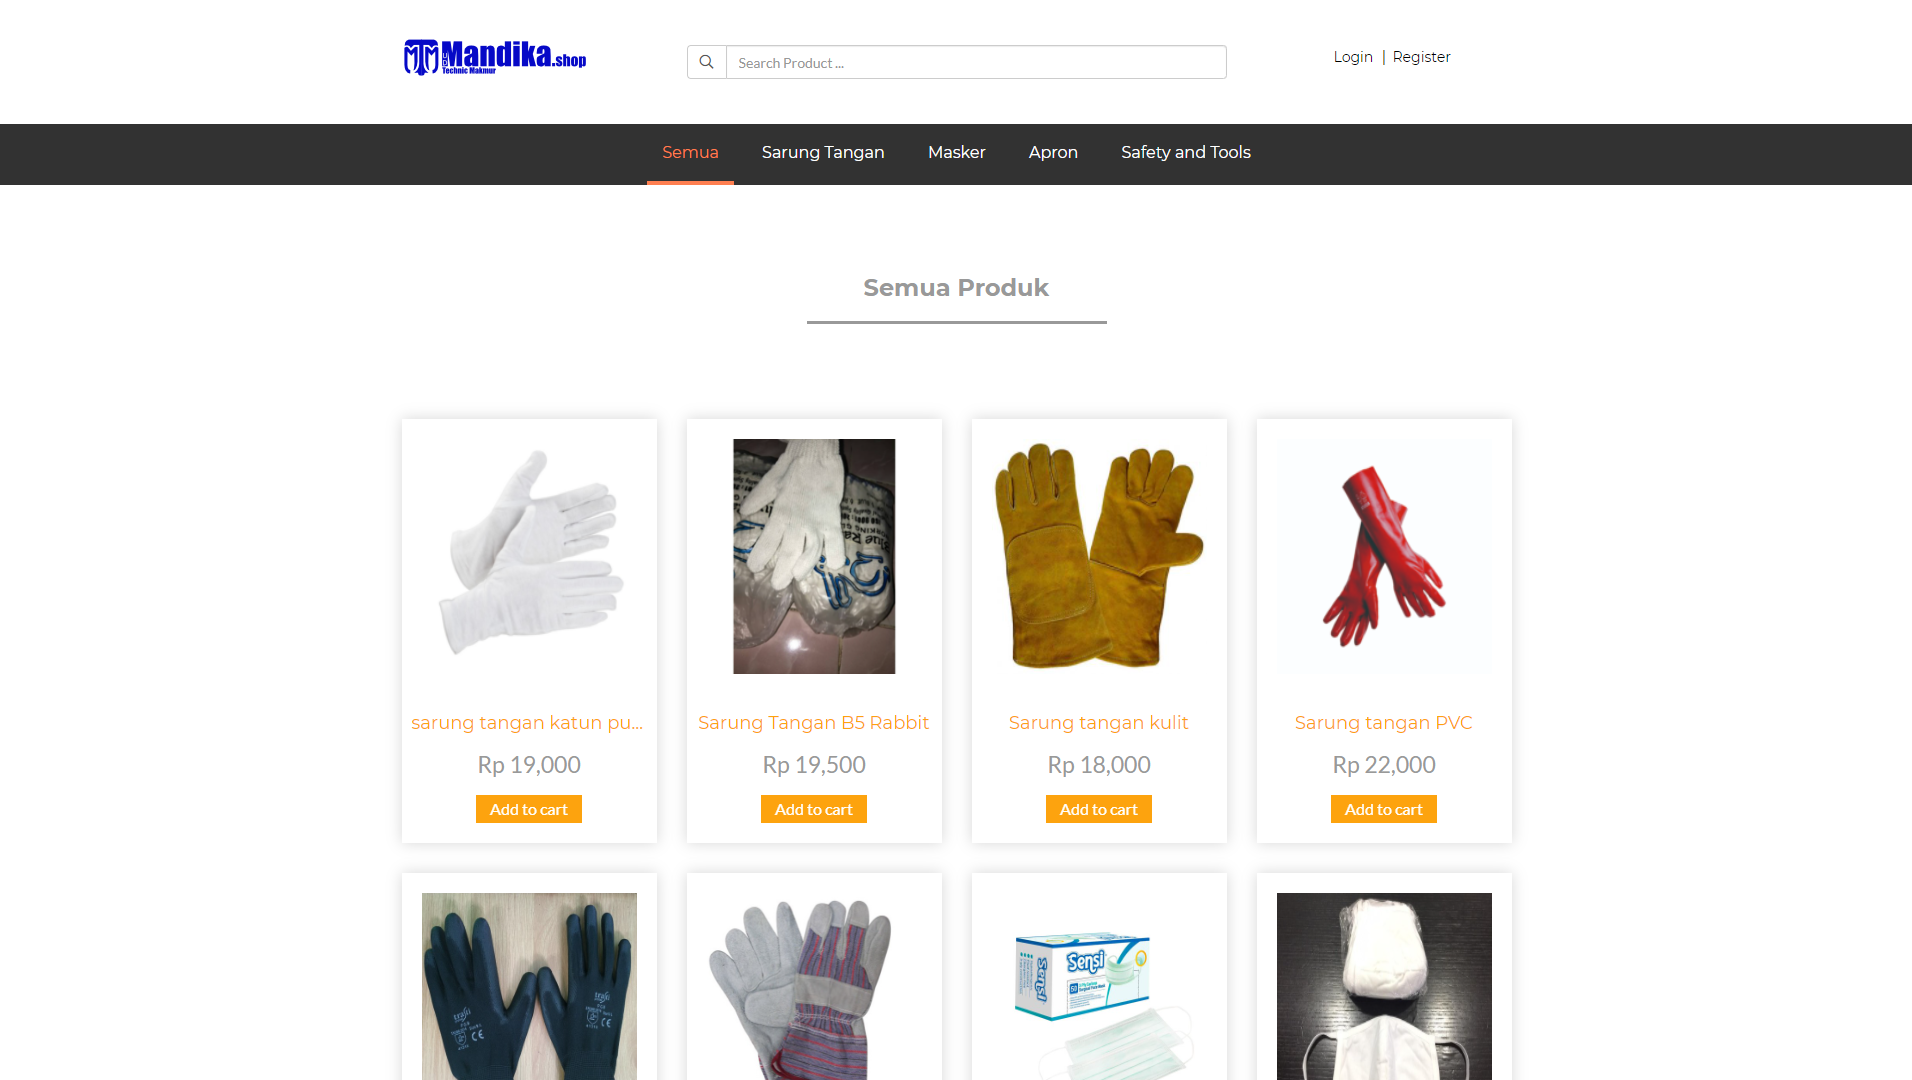 Mandika.shop
Technic Makmur
Search Product ...
Login | Register
Semua Sarung Tangan Masker Apron Safety and Tools
Semua Produk
sarung tangan katun pu...
Rp 19,000
Add to cart
Sarung Tangan B5 Rabbit
Rp 19,500
Add to cart
Sarung tangan kulit
Rp 18,000
Add to cart
Sarung tangan PVC
Rp 22,000
Add to cart
Sensi
Sensi
50